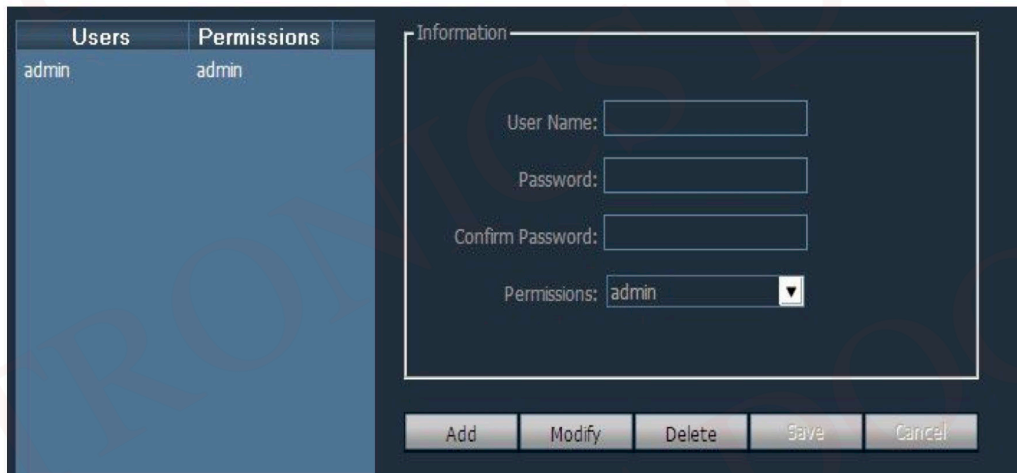 Users Permissions
admin admin
Information
User Name:
Password:
Confirm Password:
Permissions: admin
Add Modify Delete Save Cancel